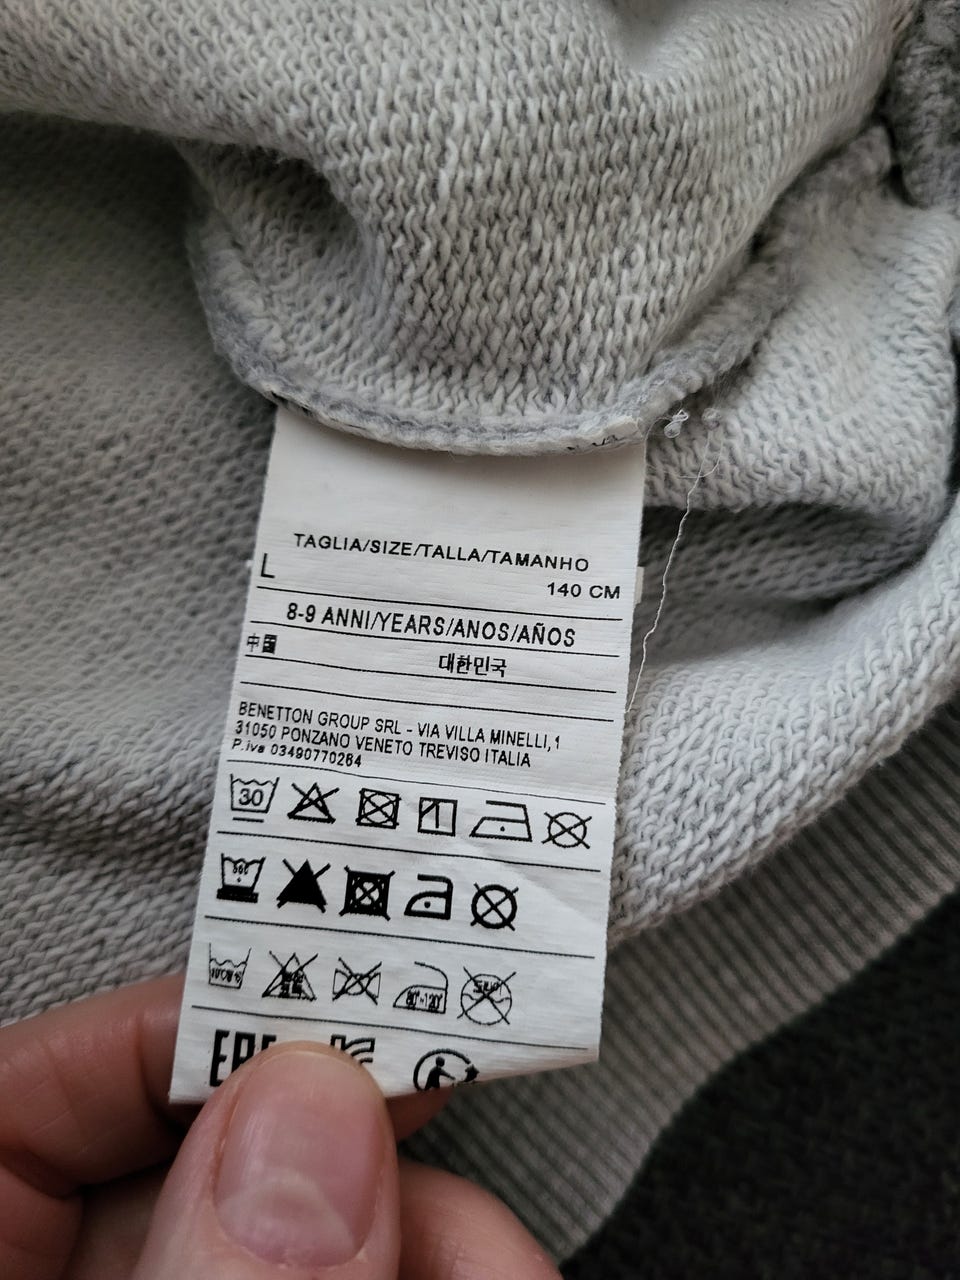 TAGLIA/SIZE/TALLA/TAMANHO
L 140 CM
8-9 ANNI/YEARS/ANOS/AÑOS
中国 대한민국
BENETTON GROUP SRL - VIA VILLA MINELLI,1
31050 PONZANO VENETO TREVISO ITALIA
P.iva 03490770264
30